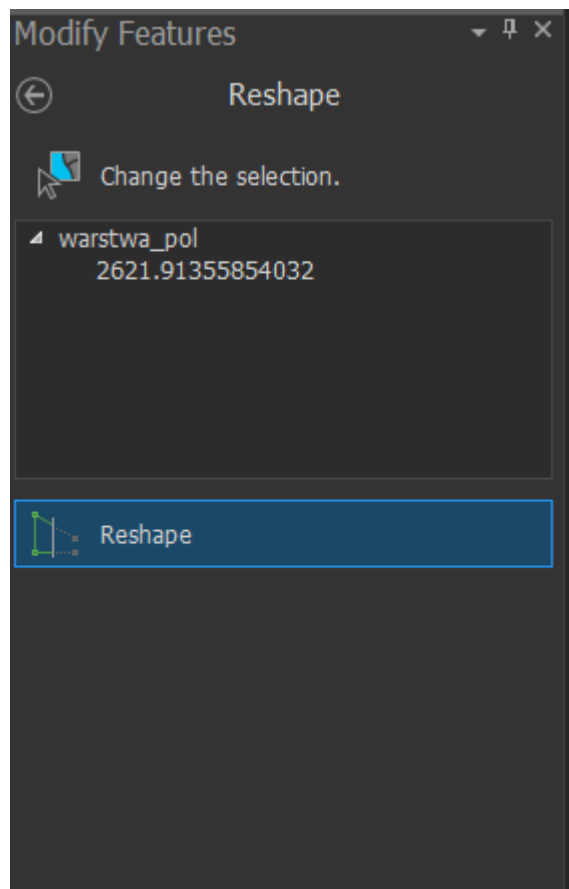 Modify Features
Reshape
Change the selection.
warstwa_pol
2621.91355854032
Reshape